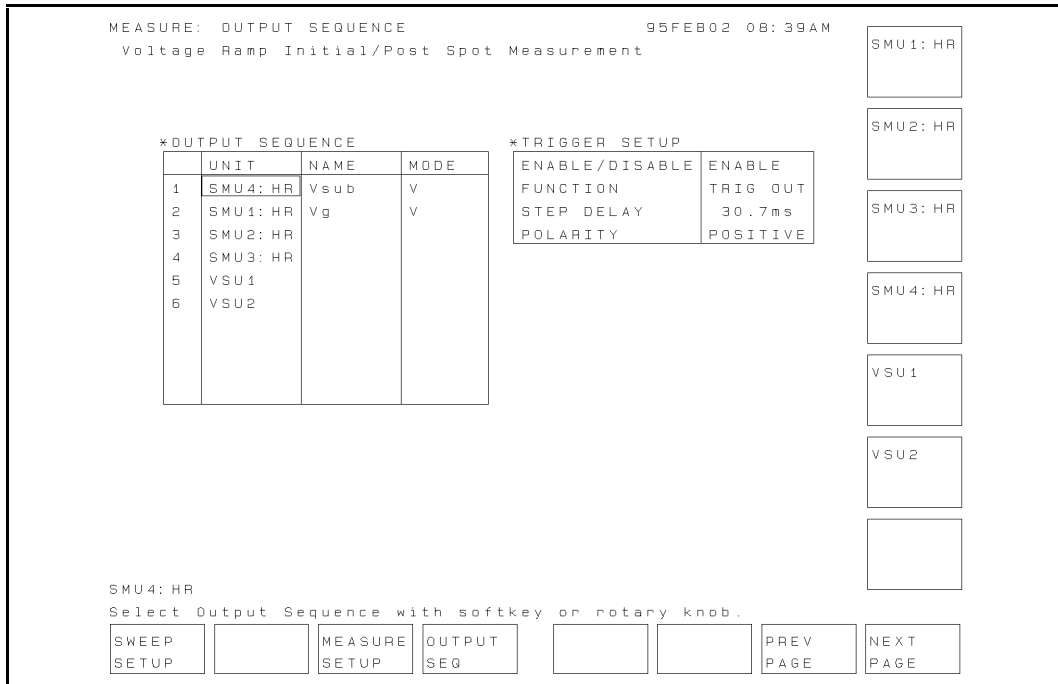 MEASURE: OUTPUT SEQUENCE 95FEB02 08:39AM
Voltage Ramp Initial/Post Spot Measurement
*OUTPUT SEQUENCE
UNIT NAME MODE
1 SMU4:HR Vsub V
2 SMU1:HR Vg V
3 SMU2:HR
4 SMU3:HR
5 VSU1
6 VSU2
*TRIGGER SETUP
ENABLE/DISABLE ENABLE
FUNCTION TRIG OUT
STEP DELAY 30.7ms
POLARITY POSITIVE
SMU1:HR
SMU2:HR
SMU3:HR
SMU4:HR
VSU1
VSU2
SMU4:HR
Select Output Sequence with softkey or rotary knob.
SWEEP SETUP
MEASURE SETUP
OUTPUT SEQ
PREV PAGE
NEXT PAGE